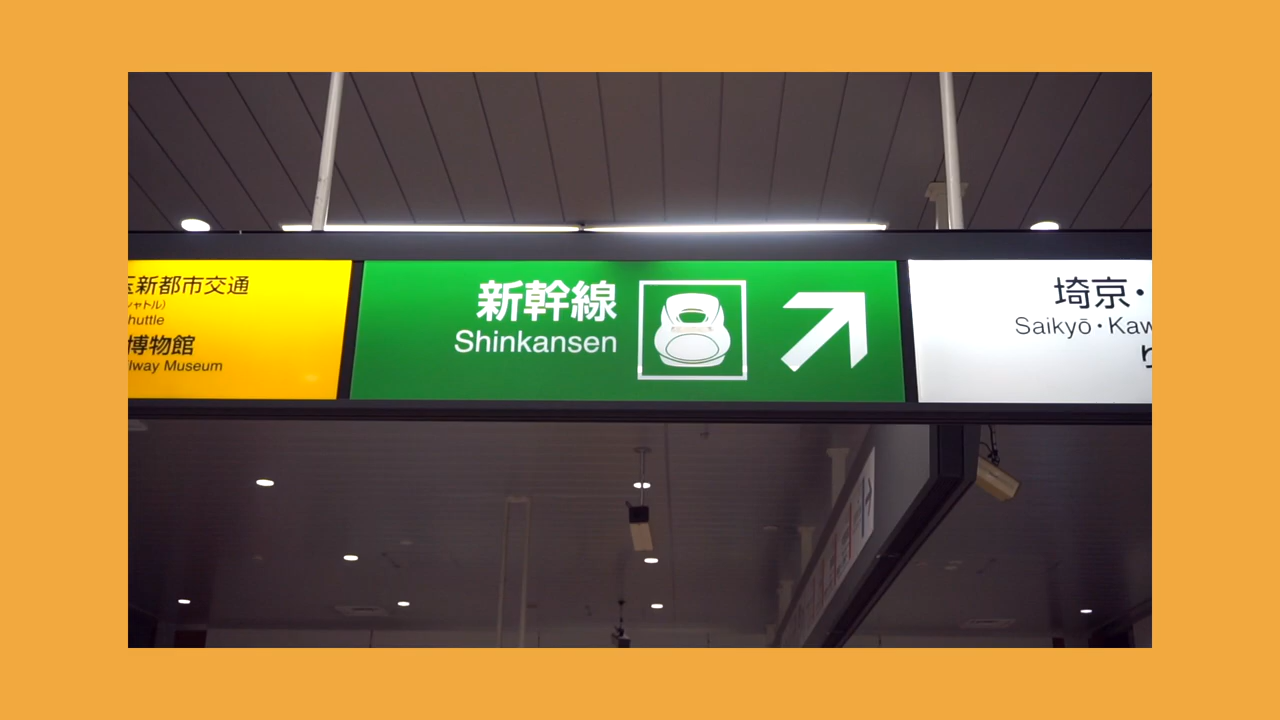 新都市交通
シャトル)
huttle
博物館
lway Museum
新幹線
Shinkansen
埼京・
Saikyō・Kaw
り